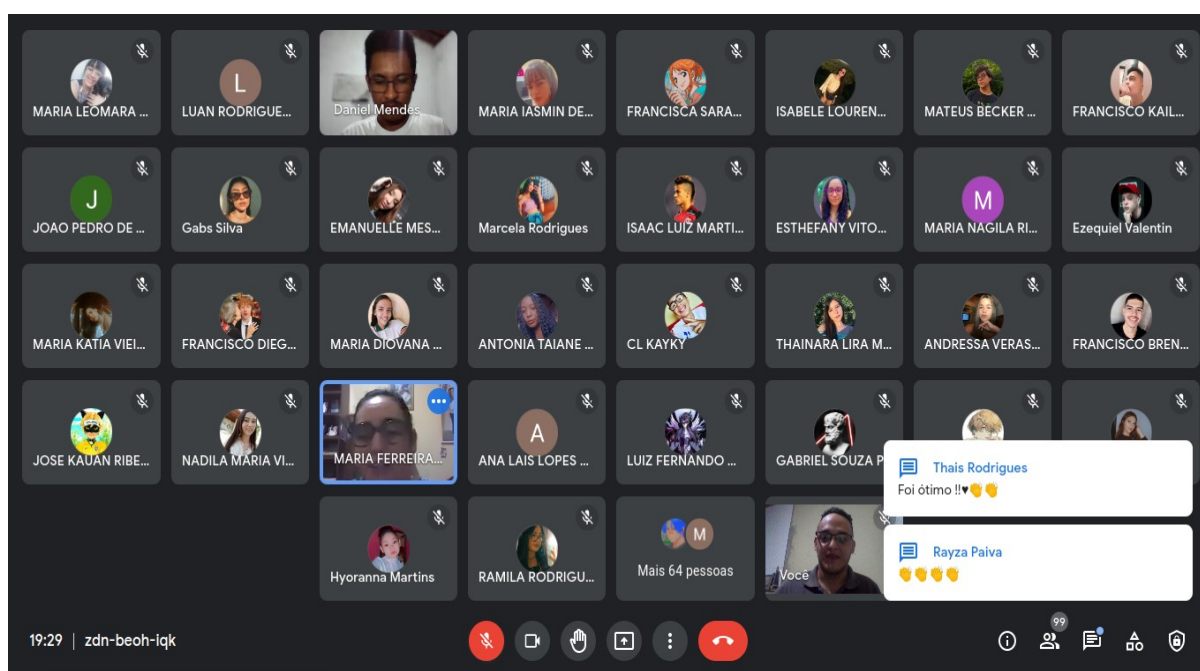 MARIA LEOMARA ...
L
LUAN RODRIGUE...
Daniel Mendes
MARIA IASMIN DE...
FRANCISCA SARA...
ISABELE LOUREN...
MATEUS BECKER ...
FRANCISCO KAIL...
J
JOAO PEDRO DE ...
Gabs Silva
EMANUELLE MES...
Marcela Rodrigues
ISAAC LUIZ MARTI...
ESTHEFANY VITO...
M
MARIA NAGILA RI...
Ezequiel Valentin
MARIA KATIA VIEI...
FRANCISCO DIEG...
MARIA DIOVANA ...
ANTONIA TAIANE ...
CL KAYKY
THAINARA LIRA M...
ANDRESSA VERAS...
FRANCISCO BREN...
JOSE KAUAN RIBE...
NADILA MARIA VI...
MARIA FERREIRA...
A
ANA LAIS LOPES ...
LUIZ FERNANDO ...
GABRIEL SOUZA P
Thais Rodrigues
Foi ótimo !!♥👏👏
Hyoranna Martins
RAMILA RODRIGU...
M
Mais 64 pessoas
Você
Rayza Paiva
👏👏👏👏
19:29 | zdn-beoh-iqk
99